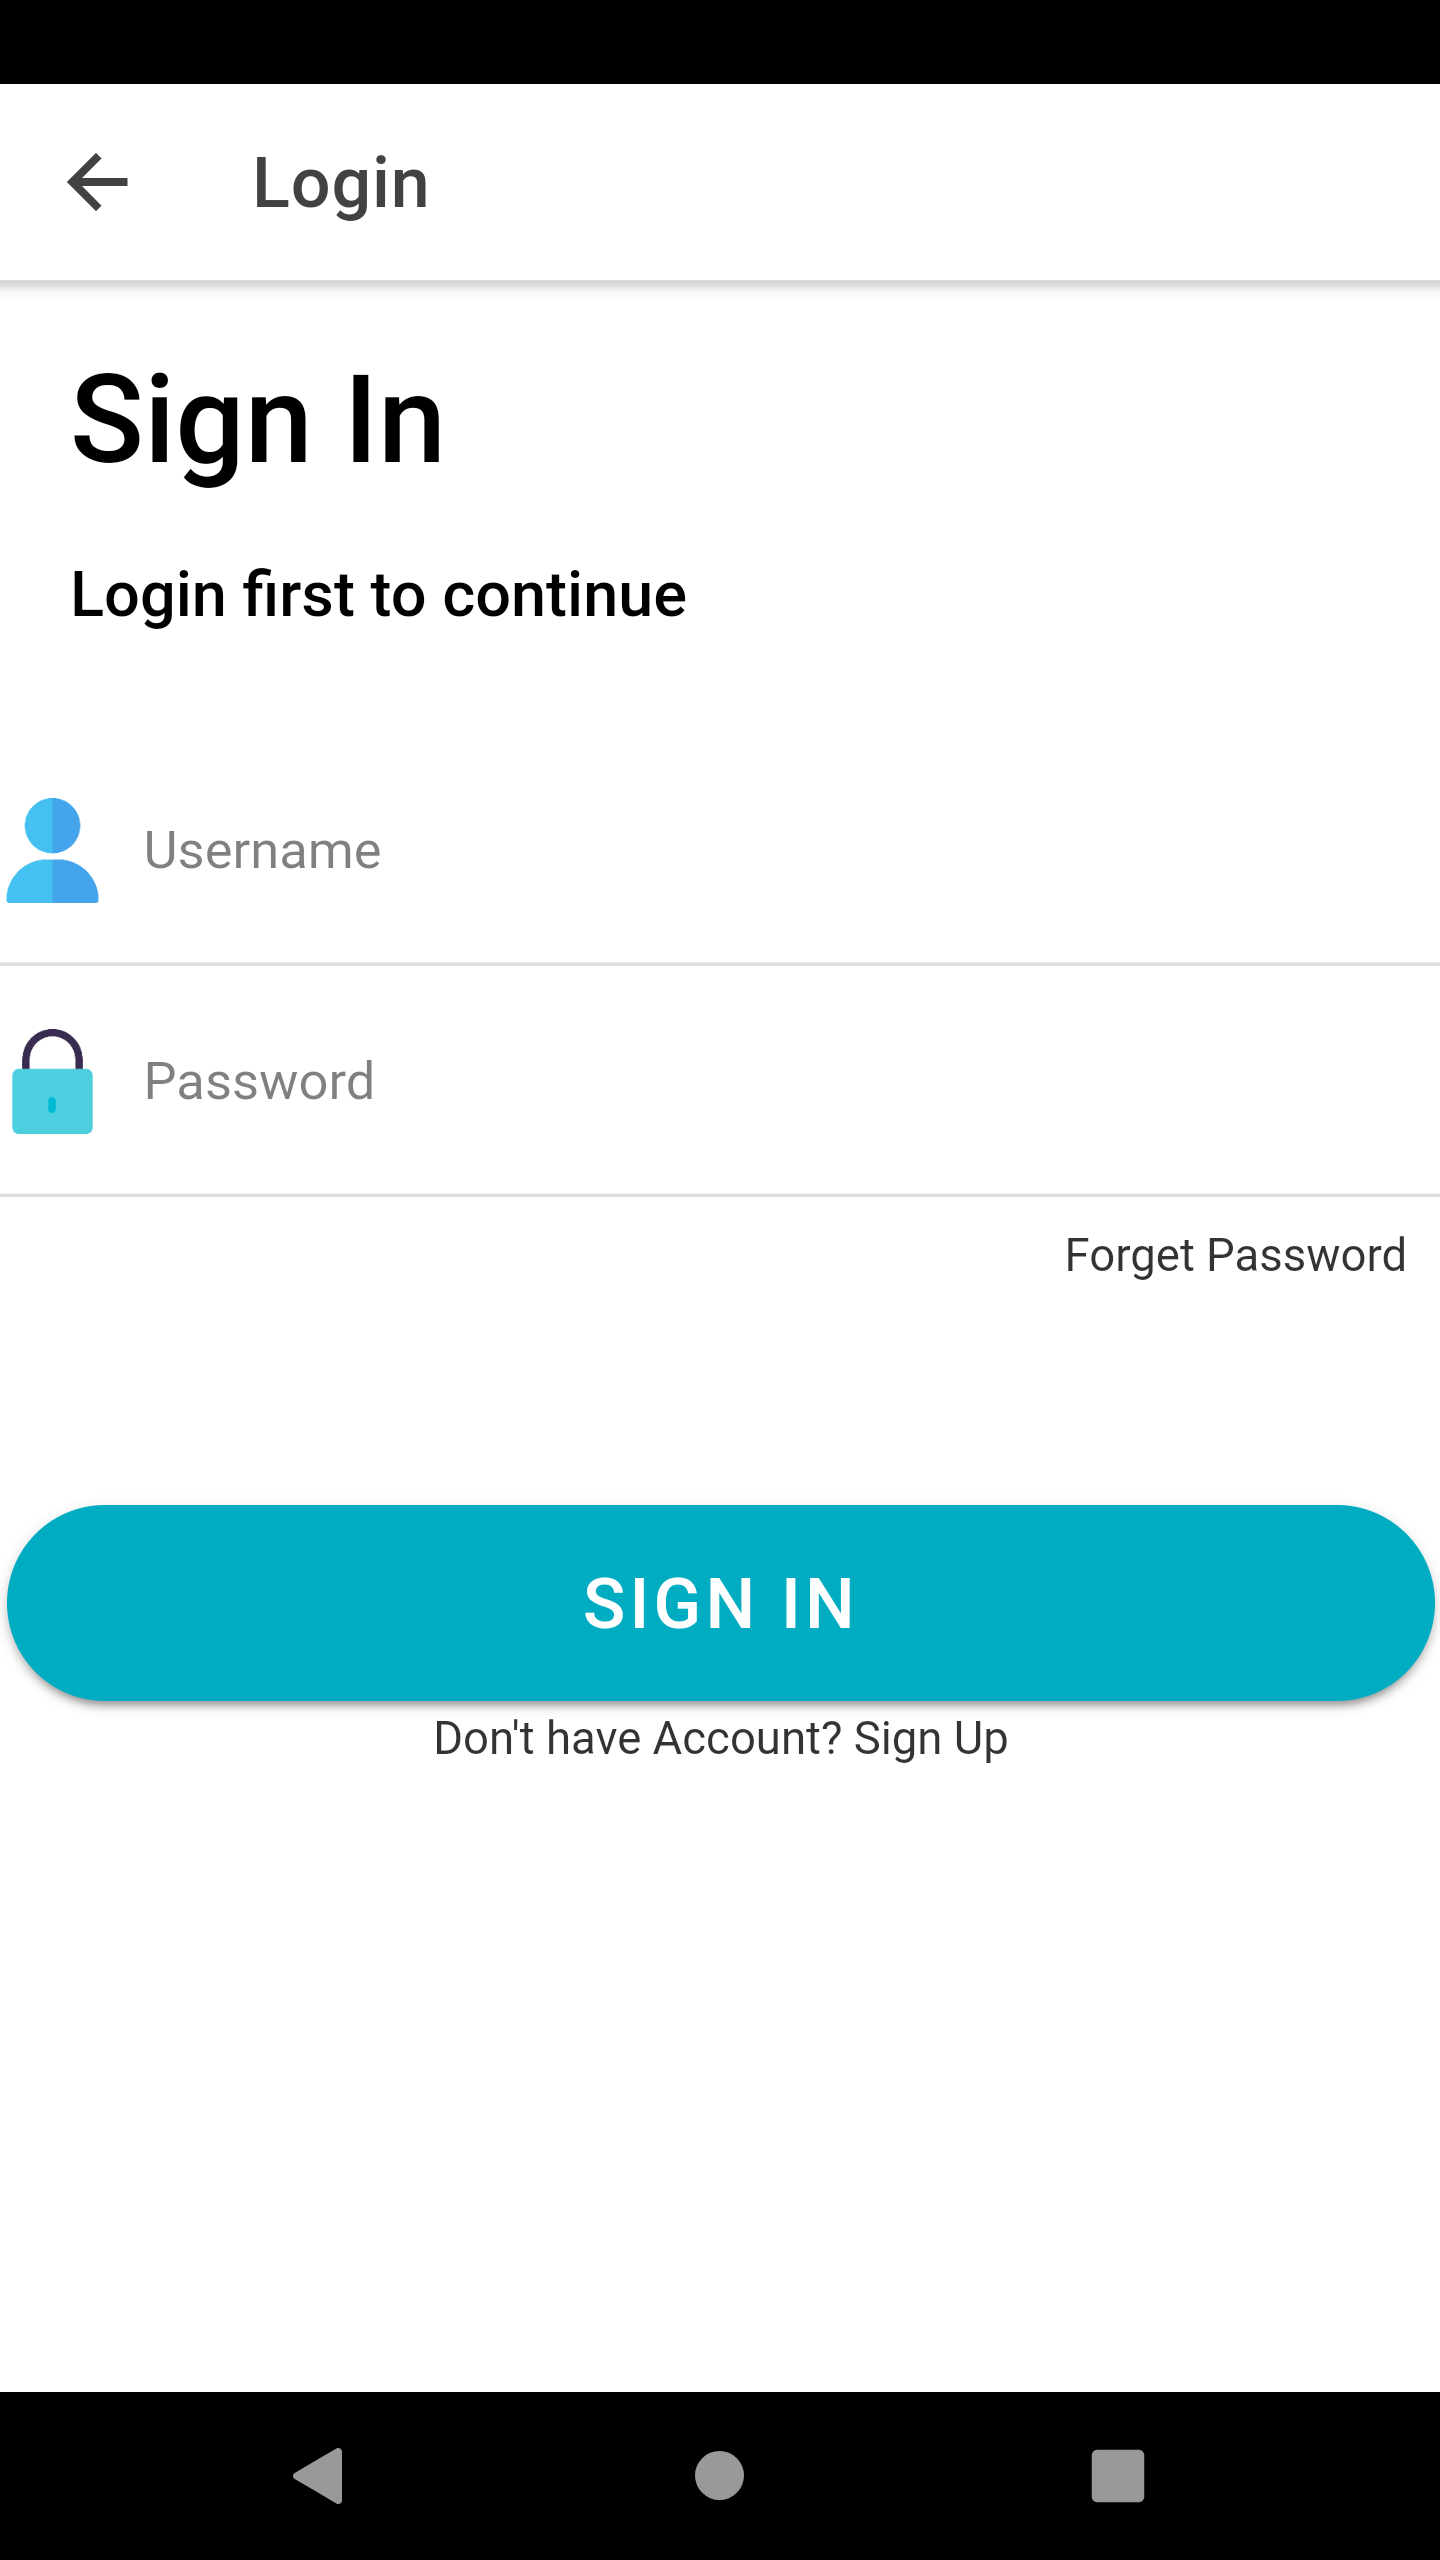 Login
Sign In
Login first to continue
Username
Password
Forget Password
SIGN IN
Don't have Account? Sign Up